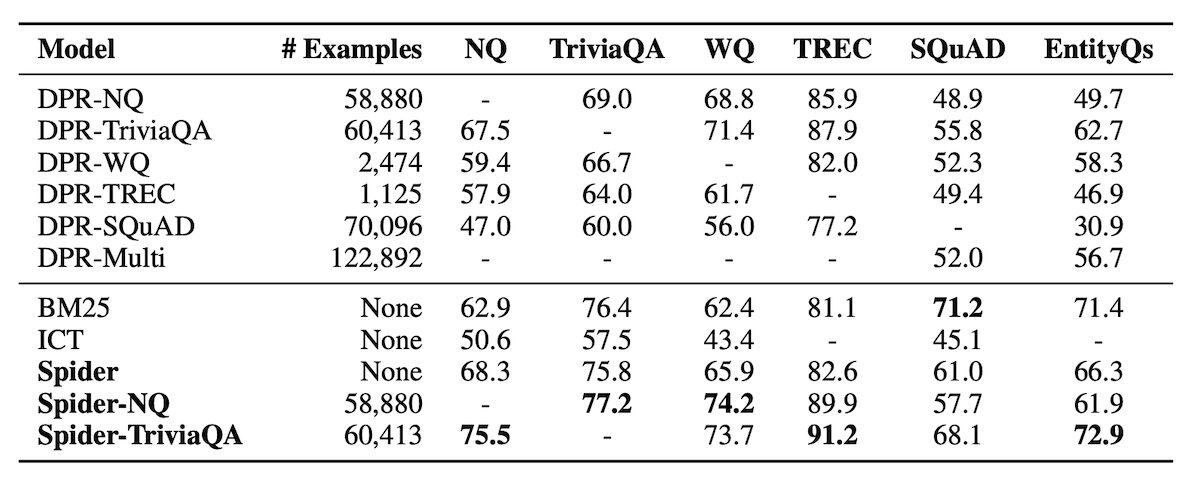 Model # Examples NQ TriviaQA WQ TREC SQuAD EntityQs
DPR-NQ 58,880 - 69.0 68.8 85.9 48.9 49.7
DPR-TriviaQA 60,413 67.5 - 71.4 87.9 55.8 62.7
DPR-WQ 2,474 59.4 66.7 - 82.0 52.3 58.3
DPR-TREC 1,125 57.9 64.0 61.7 - 49.4 46.9
DPR-SQuAD 70,096 47.0 60.0 56.0 77.2 - 30.9
DPR-Multi 122,892 - - - - 52.0 56.7
BM25 None 62.9 76.4 62.4 81.1 71.2 71.4
ICT None 50.6 57.5 43.4 - 45.1 -
Spider None 68.3 75.8 65.9 82.6 61.0 66.3
Spider-NQ 58,880 - 77.2 74.2 89.9 57.7 61.9
Spider-TriviaQA 60,413 75.5 - 73.7 91.2 68.1 72.9